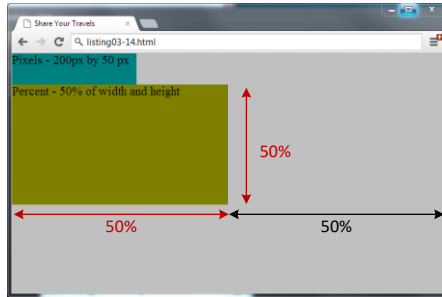 Share Your Travels
listing03-14.html
Pixels - 200px by 50 px
Percent - 50% of width and height
50%
50%
50%